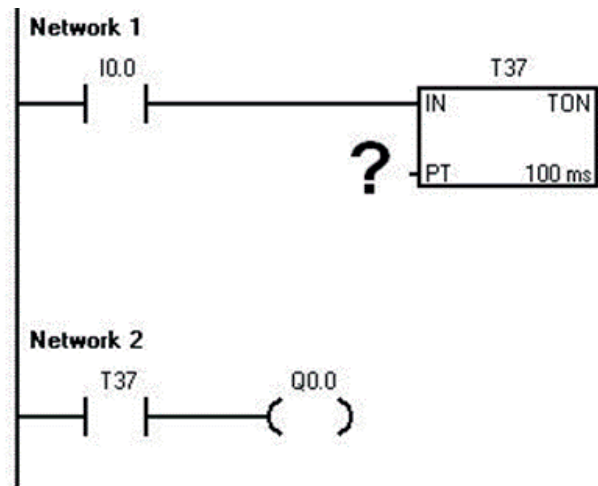 Network 1
I0.0
T37
IN TON
? PT 100 ms
Network 2
T37 Q0.0